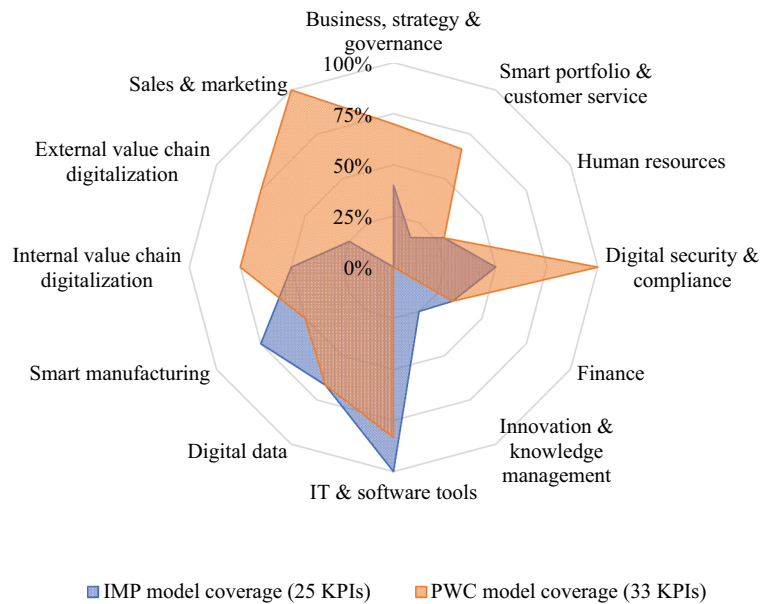 Business, strategy &
governance
100%
Smart portfolio &
customer service
Sales & marketing
75%
External value chain
digitalization
50%
Human resources
25%
Internal value chain
digitalization
0%
Digital security &
compliance
Smart manufacturing
Finance
Digital data
Innovation &
knowledge
management
IT & software tools
IMP model coverage (25 KPIs)
PWC model coverage (33 KPIs)